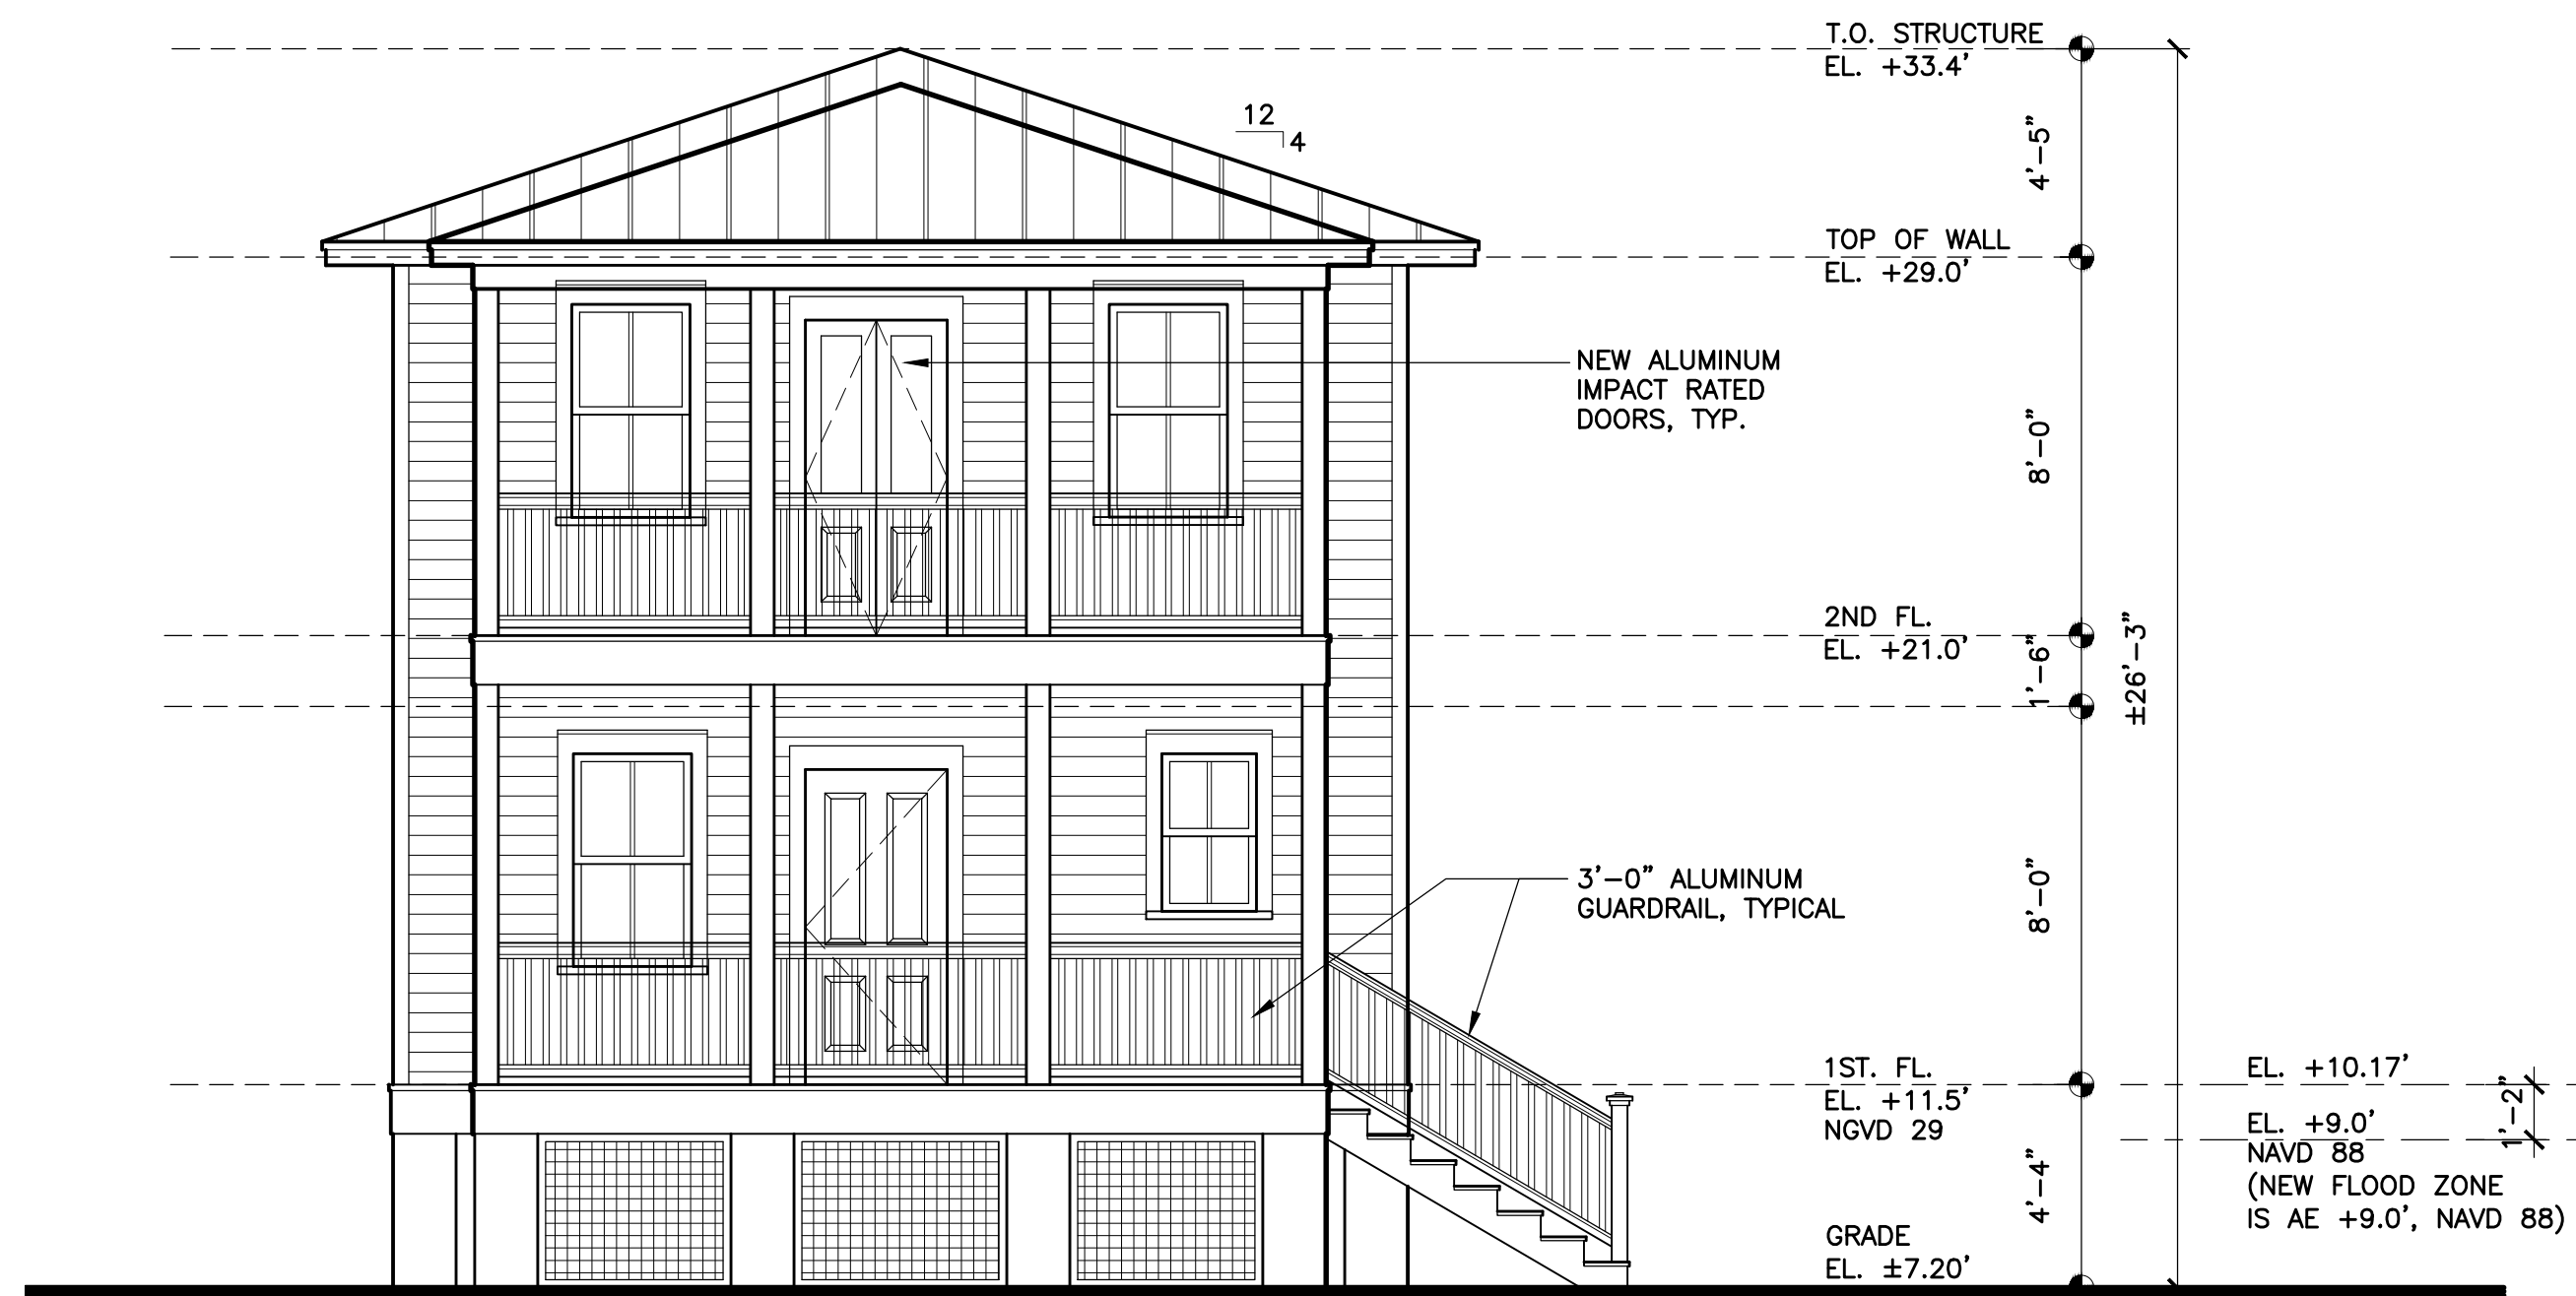 T.O. STRUCTURE
EL. +33.4’
12
4
4’-5”
TOP OF WALL
EL. +29.0’
NEW ALUMINUM
IMPACT RATED
DOORS, TYP.
8’-0”
2ND FL.
EL. +21.0’
1’-6”
±26’-3”
3’-0” ALUMINUM
GUARDRAIL, TYPICAL
8’-0”
1ST. FL.
EL. +11.5’
NGVD 29
EL. +10.17’
1’-2”
EL. +9.0’
NAVD 88
(NEW FLOOD ZONE
IS AE +9.0’, NAVD 88)
4’-4”
GRADE
EL. ±7.20’